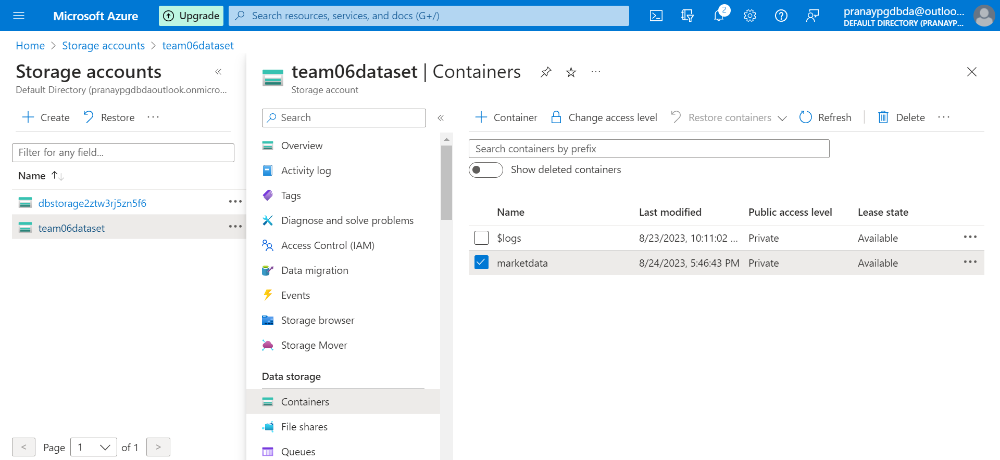 Microsoft Azure
Upgrade
Search resources, services, and docs (G+/)
2
pranaypgdbda@outloo...
DEFAULT DIRECTORY (PRANAYP...
Home > Storage accounts > team06dataset
Storage accounts
Default Directory (pranaypgdbdaoutlook.onmicro...
Create
Restore
Filter for any field...
Name
dbstorage2ztw3rj5zn5f6
team06dataset
< Page 1 of 1 >
team06dataset | Containers
Storage account
Search
Overview
Activity log
Tags
Diagnose and solve problems
Access Control (IAM)
Data migration
Events
Storage browser
Storage Mover
Data storage
Containers
File shares
Queues
Container
Change access level
Restore containers
Refresh
Delete
Search containers by prefix
Show deleted containers
Name Last modified Public access level Lease state
$logs 8/23/2023, 10:11:02 ... Private Available
marketdata 8/24/2023, 5:46:43 PM Private Available